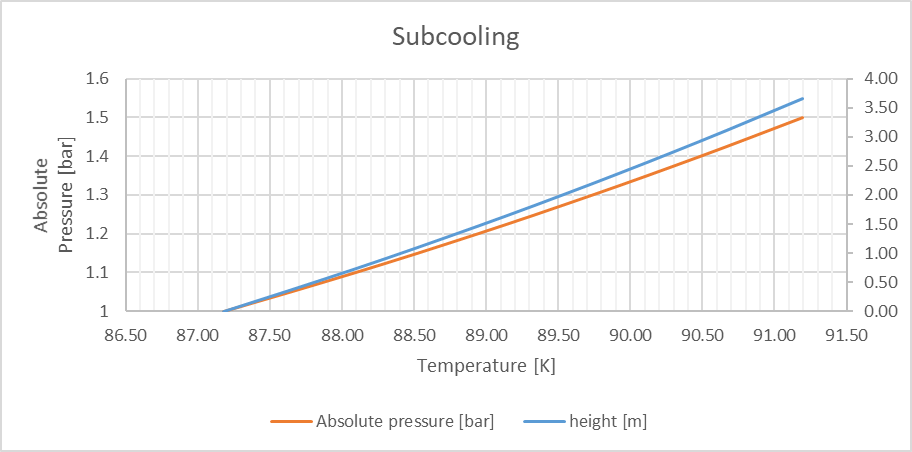 Subcooling
Absolute
Pressure [bar]
1.6
1.5
1.4
1.3
1.2
1.1
1
4.00
3.50
3.00
2.50
2.00
1.50
1.00
0.50
0.00
86.50 87.00 87.50 88.00 88.50 89.00 89.50 90.00 90.50 91.00 91.50
Temperature [K]
Absolute pressure [bar] height [m]